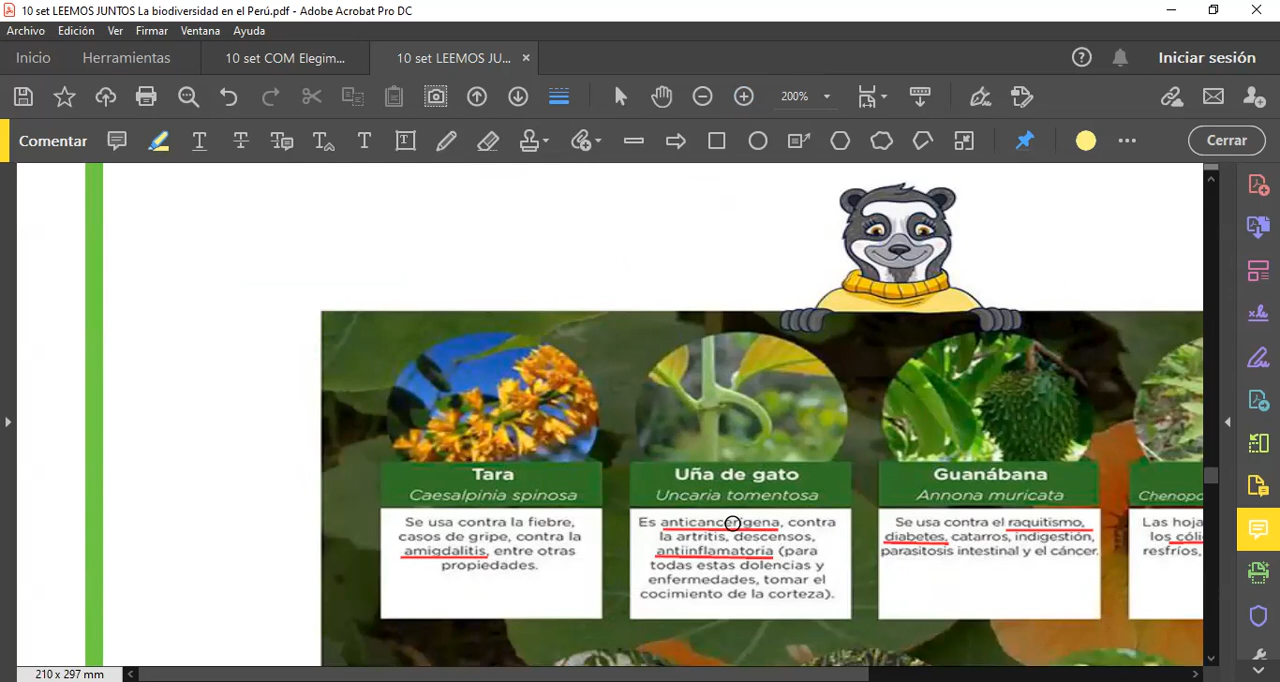 10 set LEEMOS JUNTOS La biodiversidad en el Perú.pdf - Adobe Acrobat Pro DC
Archivo Edición Ver Firmar Ventana Ayuda
Inicio Herramientas 10 set COM Elegim... 10 set LEEMOS JU... ×
Iniciar sesión
200%
Comentar
Cerrar
Tara
Caesalpinia spinosa
Se usa contra la fiebre,
casos de gripe, contra la
amigdalitis, entre otras
propiedades.
Uña de gato
Uncaria tomentosa
Es anticancerígena, contra
la artritis, descensos,
antiinflamatoria (para
todas estas dolencias y
enfermedades, tomar el
cocimiento de la corteza).
Guanábana
Annona muricata
Se usa contra el raquitismo,
diabetes, catarros, indigestión,
parasitosis intestinal y el cáncer.
Chenopo
Las hoja
los cóli
resfríos,
210 x 297 mm